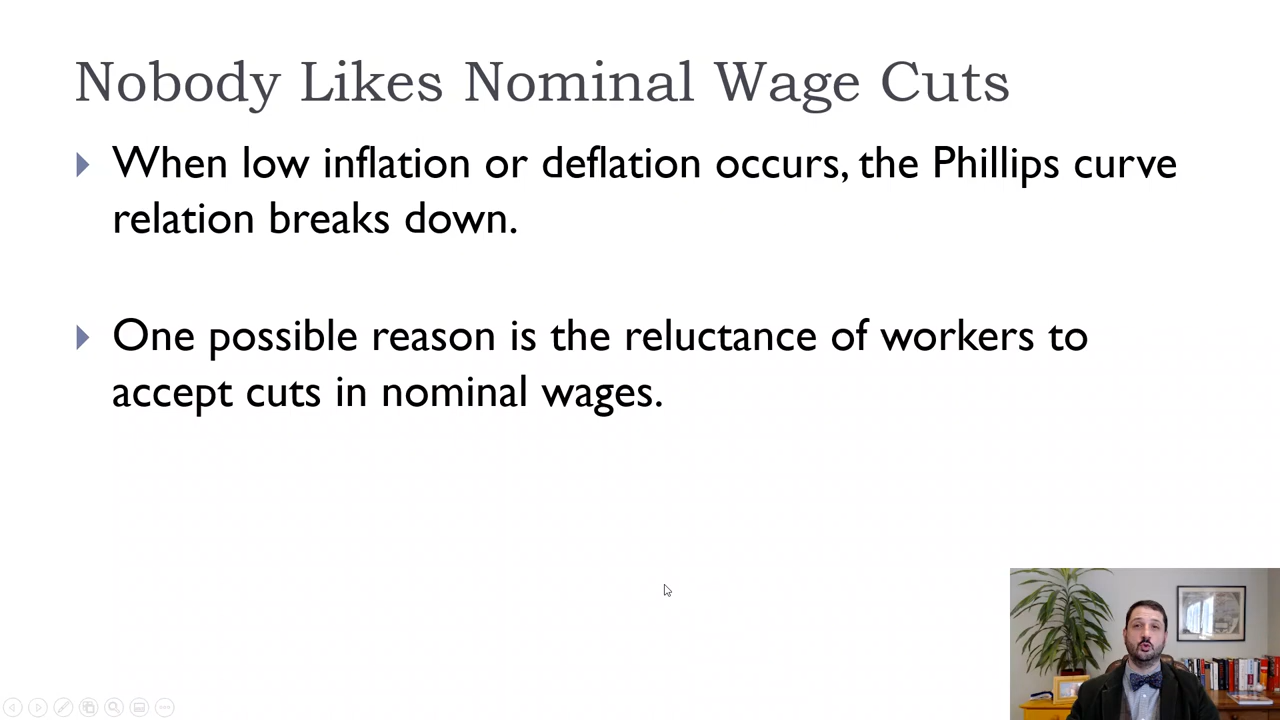 Nobody Likes Nominal Wage Cuts
When low inflation or deflation occurs, the Phillips curve
relation breaks down.
One possible reason is the reluctance of workers to
accept cuts in nominal wages.